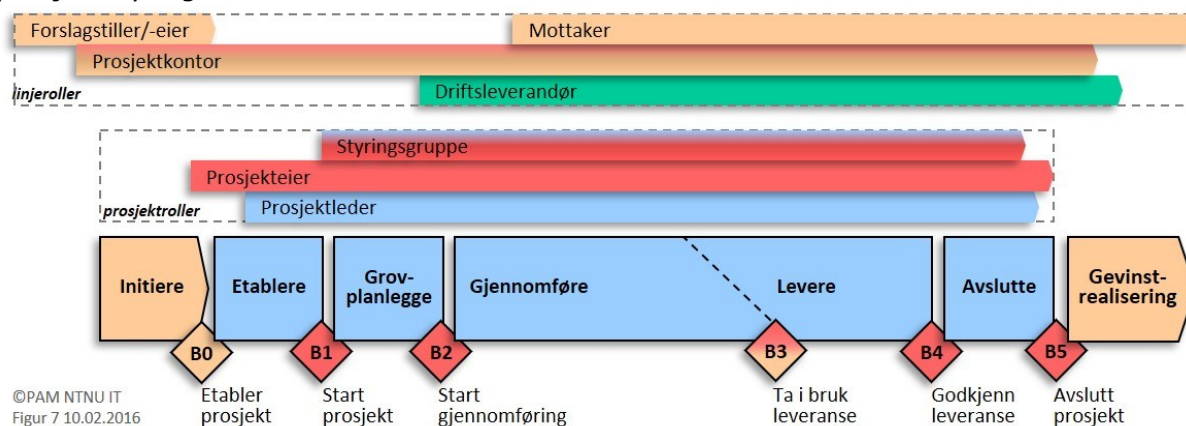 Forslagstiller/-eier
Mottaker
Prosjektkontor
linjeroller
Driftsleverandør
Styringsgruppe
Prosjekteier
prosjektroller
Prosjektleder
Initiere
Etablere
Grov-
planlegge
Gjennomføre
Levere
Avslutte
Gevinst-
realisering
B0
B1
B2
B3
B4
B5
Etabler
prosjekt
Start
prosjekt
Start
gjennomføring
Ta i bruk
leveranse
Godkjenn
leveranse
Avslutt
prosjekt
©PAM NTNU IT
Figur 7 10.02.2016